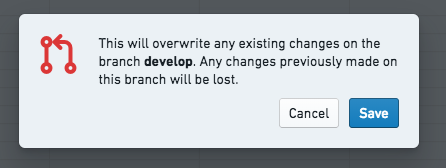 This will overwrite any existing changes on the
branch develop. Any changes previously made on
this branch will be lost.
Cancel
Save